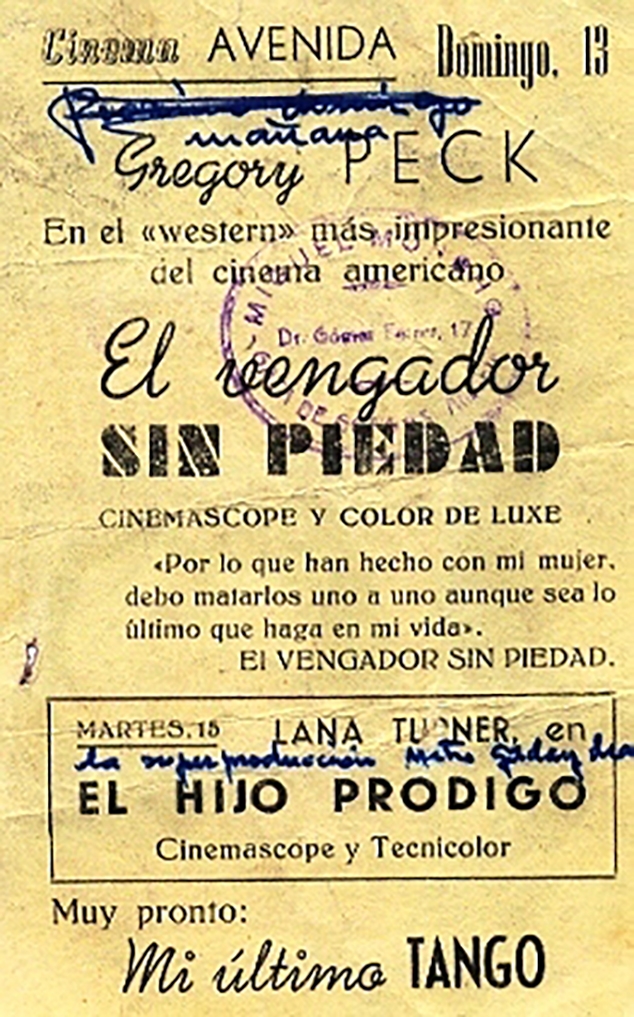 Cinema AVENIDA Domingo, 13
mañana
Gregory PECK
En el «western» más impresionante
del cinema americano
MIGUEL
Dr. Gómez Ferrer, 17
El vengador
SIN PIEDAD
CINEMASCOPE Y COLOR DE LUXE
«Por lo que han hecho con mi mujer,
debo matarlos uno a uno aunque sea lo
último que haga en mi vida».
El VENGADOR SIN PIEDAD.
MARTES, 15 LANA TURNER, en
la superproducción Metro
EL HIJO PRODIGO
Cinemascope y Tecnicolor
Muy pronto:
Mi último TANGO